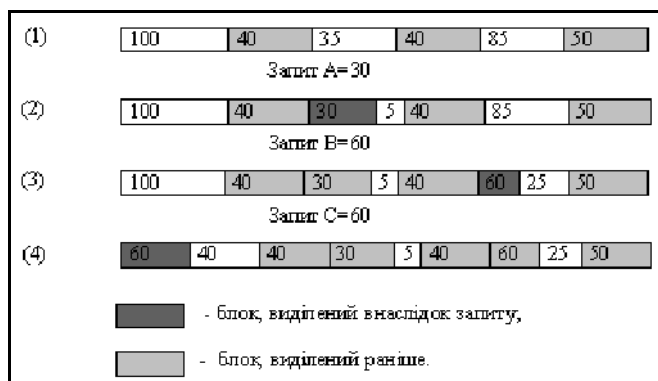 (1) 100 40 35 40 85 50
Запит A=30
(2) 100 40 30 5 40 85 50
Запит B=60
(3) 100 40 30 5 40 60 25 50
Запит C=60
(4) 60 40 40 30 5 40 60 25 50
- блок, виділений внаслідок запиту;
- блок, виділений раніше.